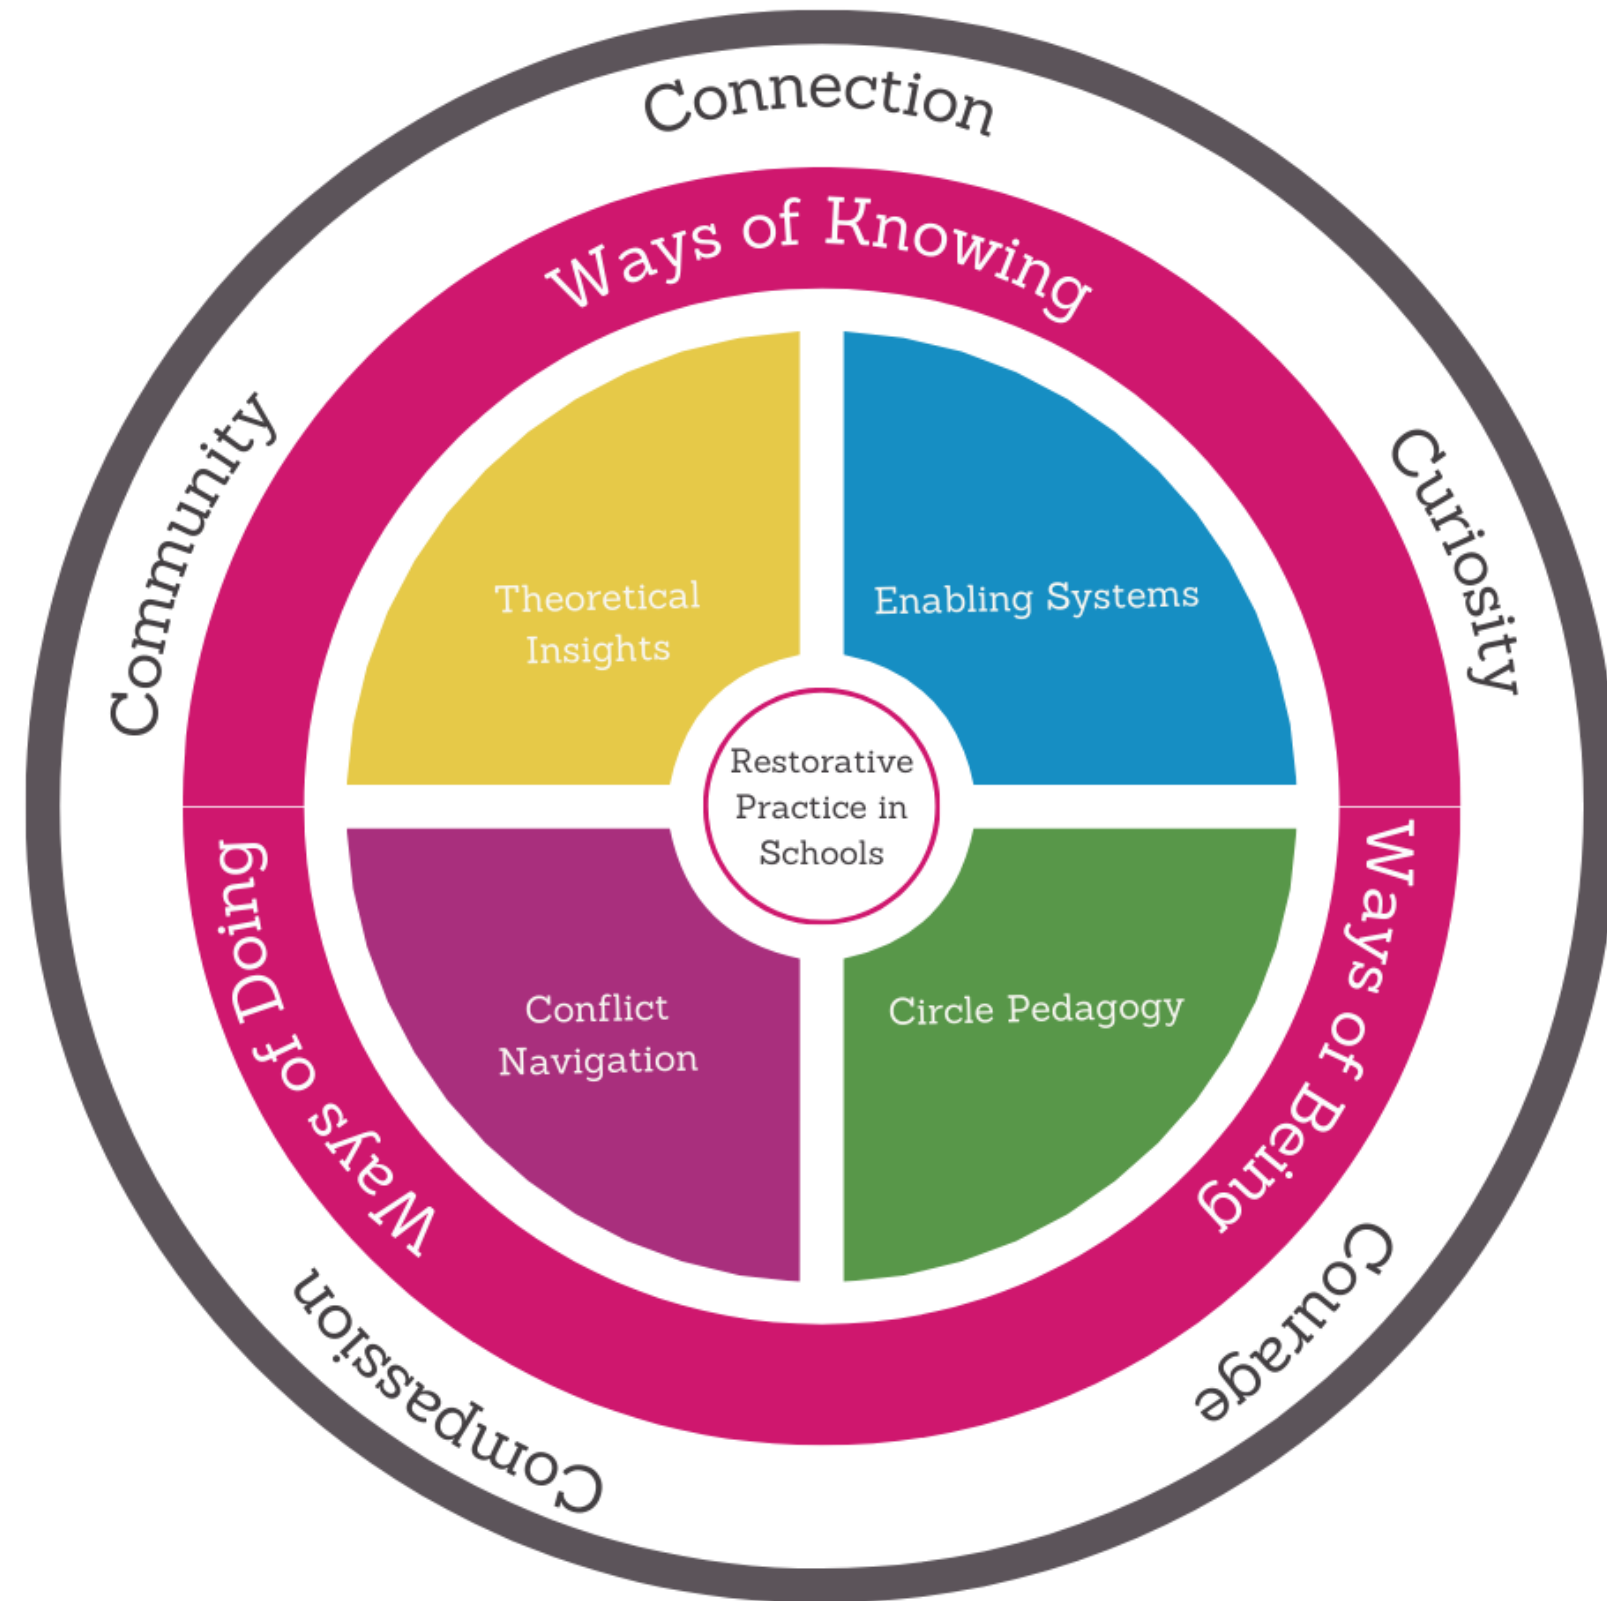 Connection
Curiosity
Courage
Compassion
Community
Ways of Knowing
Ways of Being
Ways of Doing
Theoretical
Insights
Enabling Systems
Restorative
Practice in
Schools
Conflict
Navigation
Circle Pedagogy